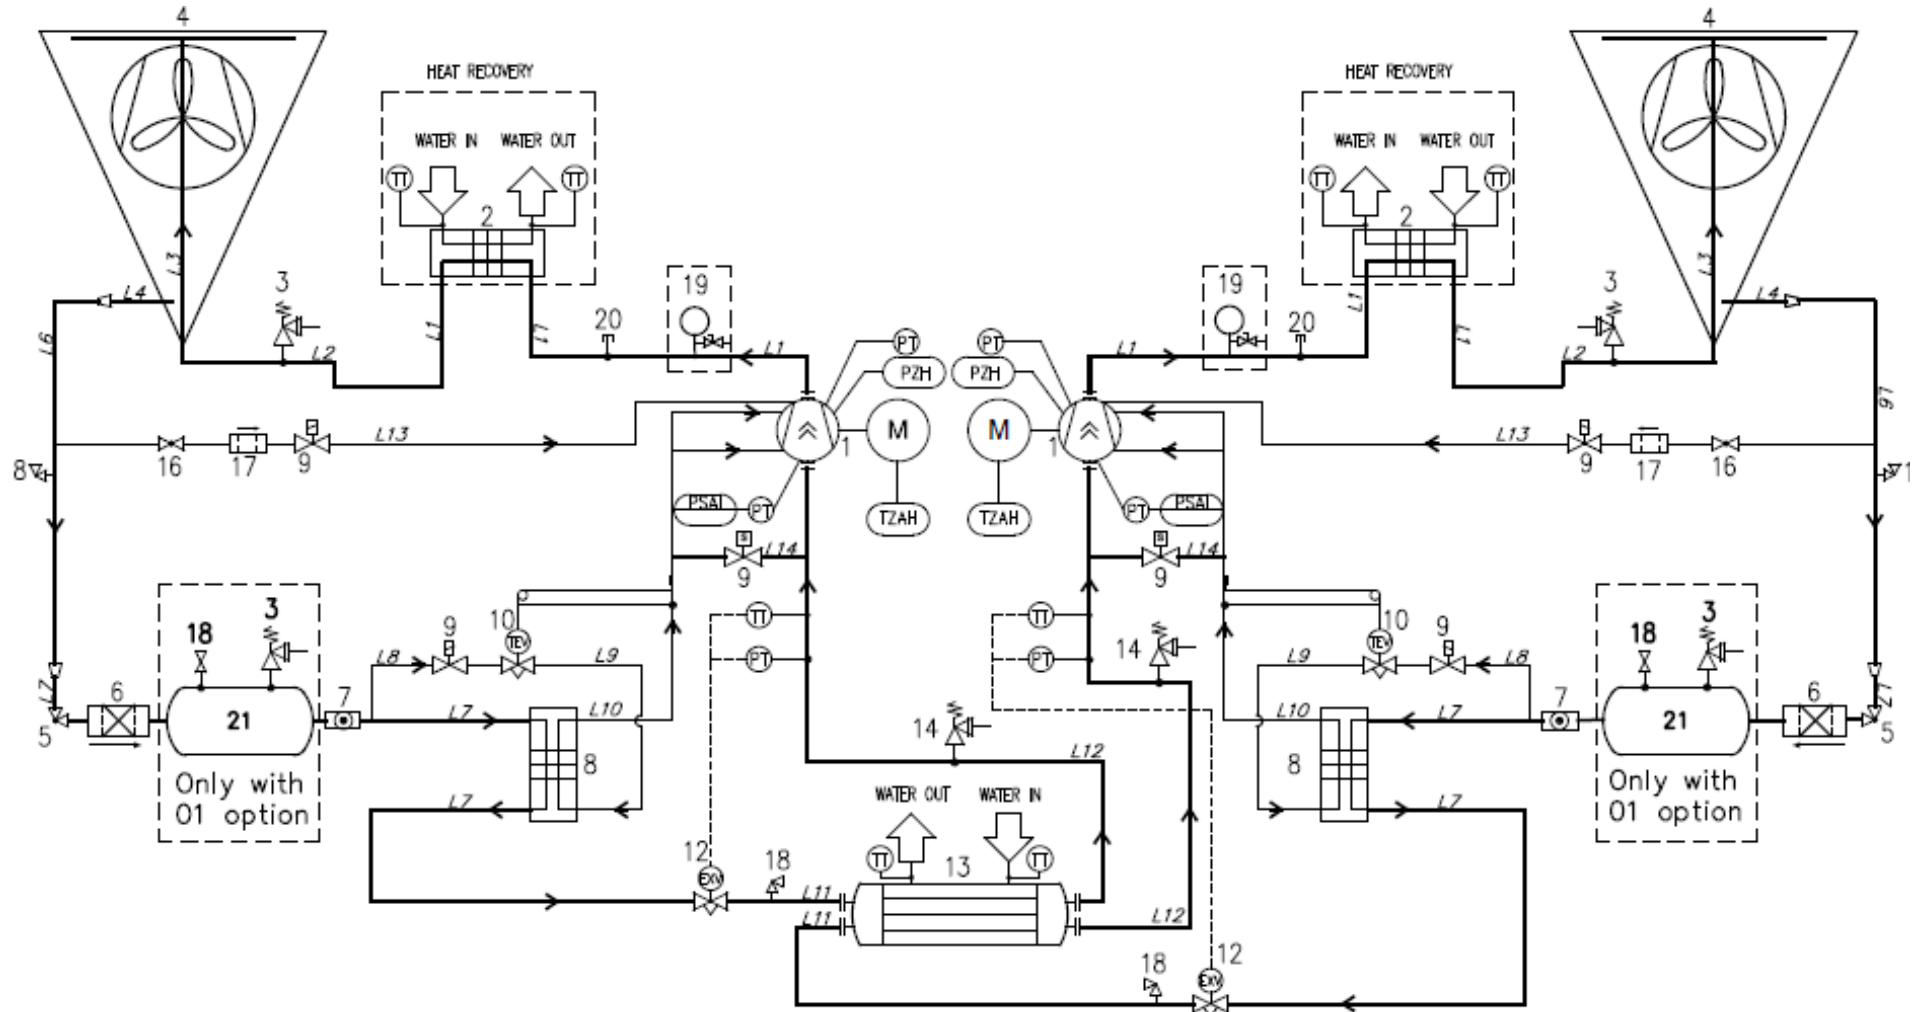 4
4
HEAT RECOVERY
HEAT RECOVERY
WATER IN
WATER OUT
WATER IN
WATER OUT
TT
TT
TT
TT
2
2
L3
L3
L4
L4
3
3
19
19
20
20
L6
L6
L1
L1
L1
L1
L1
L1
L2
L2
PT
PT
PZH
PZH
M
M
1
1
L13
L13
16
17
9
9
17
16
8
1
PSAL
PT
TZAH
TZAH
PT
PSAL
L14
L14
9
9
18
3
10
9
TEV
L8
L9
TT
PT
TT
PT
14
10
9
TEV
L9
L8
18
3
L7
6
7
5
21
L7
L10
8
14
L12
L10
L7
7
21
6
L7
5
8
Only with
01 option
Only with
01 option
L7
L7
WATER OUT
WATER IN
12
18
TT
13
TT
EXV
L11
L11
L12
18
12
EXV